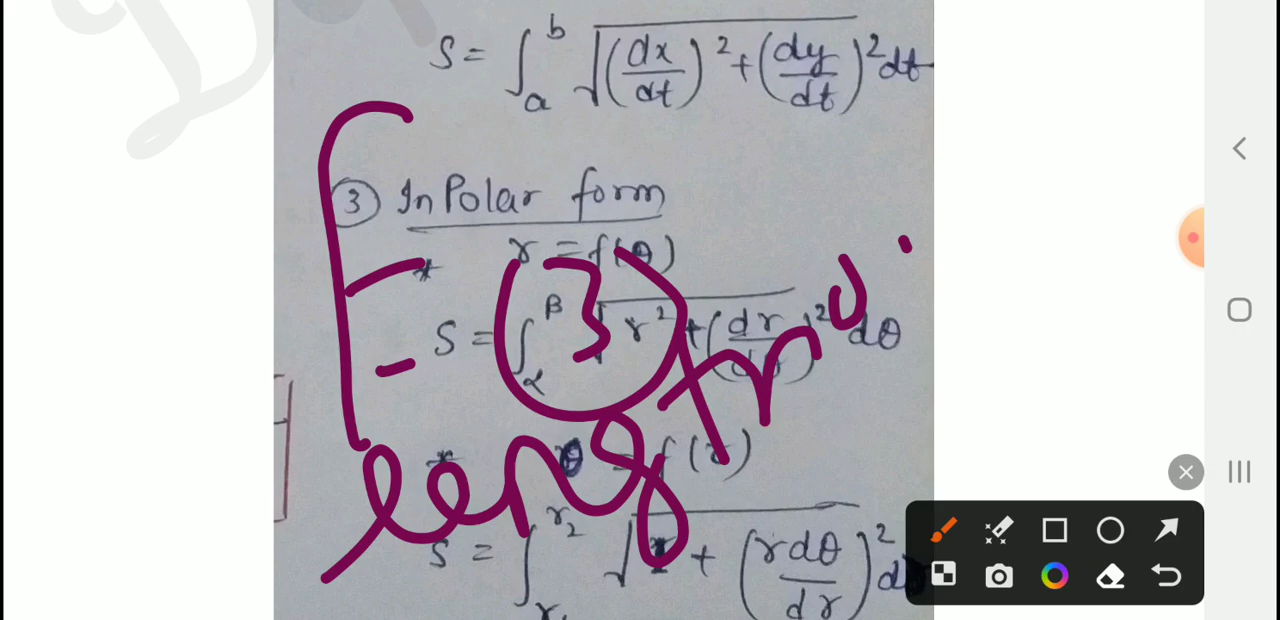 S = ∫_a^b √((dx/dt)^2 + (dy/dt)^2) dt
③ In Polar form
r = f(θ)
* S = ∫_α^β √(r^2 + (dr/dθ)^2) dθ
(3)
length
* θ = f(r)
S = ∫_{r1}^{r2} √(1 + (r dθ/dr)^2) dr